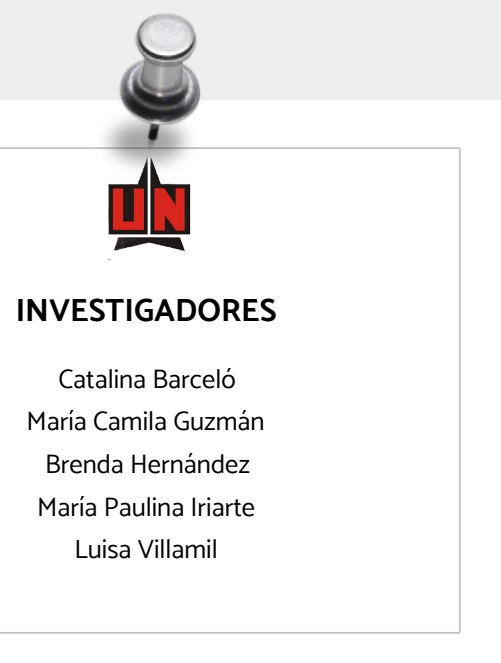 UN
INVESTIGADORES
Catalina Barceló
María Camila Guzmán
Brenda Hernández
María Paulina Iriarte
Luisa Villamil